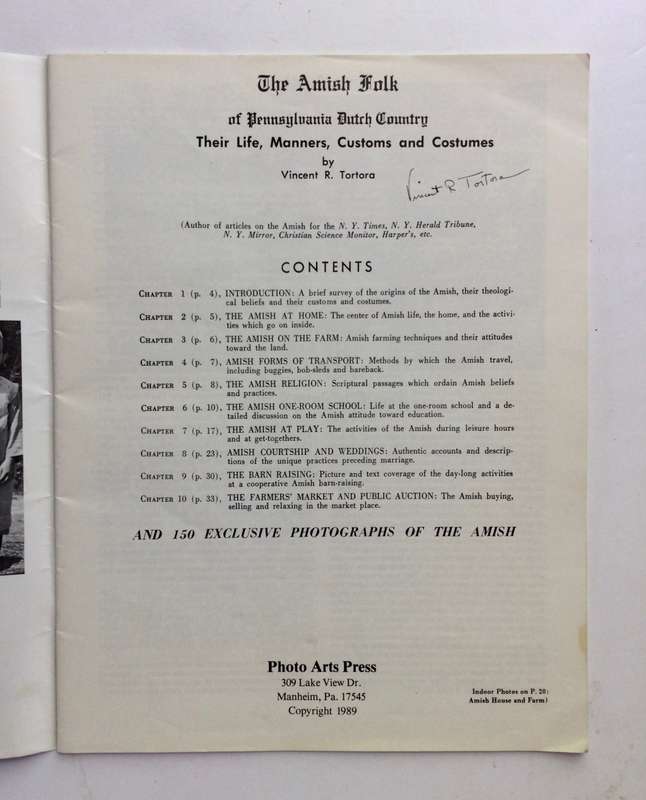 The Amish Folk
of Pennsylvania Dutch Country
Their Life, Manners, Customs and Costumes
by
Vincent R. Tortora
Vincent R Tortora
(Author of articles on the Amish for the N. Y. Times, N. Y. Herald Tribune,
N. Y. Mirror, Christian Science Monitor, Harper's, etc.
CONTENTS
CHAPTER 1 (p. 4), INTRODUCTION: A brief survey of the origins of the Amish, their theologi-
cal beliefs and their customs and costumes.
CHAPTER 2 (p. 5), THE AMISH AT HOME: The center of Amish life, the home, and the activi-
ties which go on inside.
CHAPTER 3 (p. 6), THE AMISH ON THE FARM: Amish farming techniques and their attitudes
toward the land.
CHAPTER 4 (p. 7), AMISH FORMS OF TRANSPORT: Methods by which the Amish travel,
including buggies, bob-sleds and bareback.
CHAPTER 5 (p. 8), THE AMISH RELIGION: Scriptural passages which ordain Amish beliefs
and practices.
CHAPTER 6 (p. 10), THE AMISH ONE-ROOM SCHOOL: Life at the one-room school and a de-
tailed discussion on the Amish attitude toward education.
CHAPTER 7 (p. 17), THE AMISH AT PLAY: The activities of the Amish during leisure hours
and at get-togethers.
CHAPTER 8 (p. 23), AMISH COURTSHIP AND WEDDINGS: Authentic accounts and descrip-
tions of the unique practices preceding marriage.
CHAPTER 9 (p. 30), THE BARN RAISING: Picture and text coverage of the day-long activities
at a cooperative Amish barn-raising.
CHAPTER 10 (p. 33), THE FARMERS' MARKET AND PUBLIC AUCTION: The Amish buying,
selling and relaxing in the market place.
AND 150 EXCLUSIVE PHOTOGRAPHS OF THE AMISH
Photo Arts Press
309 Lake View Dr.
Manheim, Pa. 17545
Copyright 1989
Indoor Photos on P. 20:
Amish House and Farm)